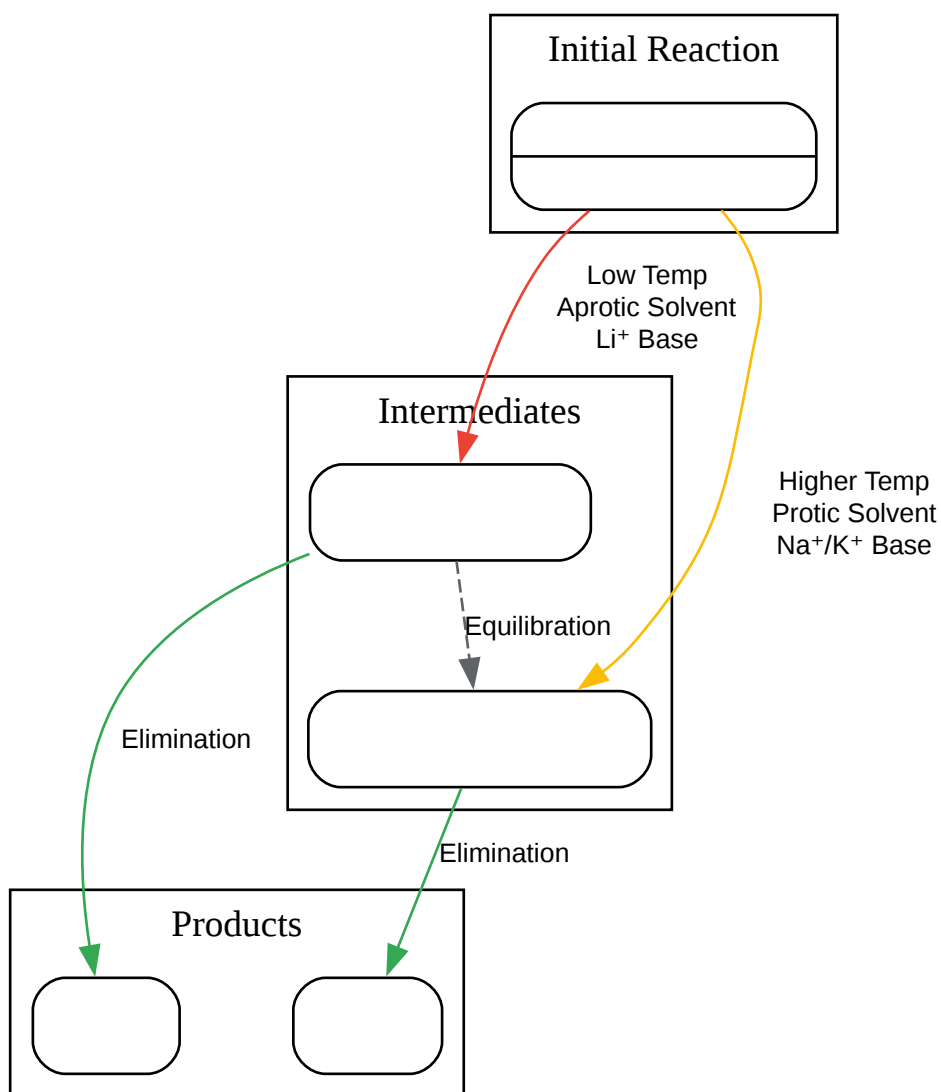 Initial Reaction
Low Temp
Aprotic Solvent
Li⁺ Base
Intermediates
Higher Temp
Protic Solvent
Na⁺/K⁺ Base
Equilibration
Elimination
Elimination
Products